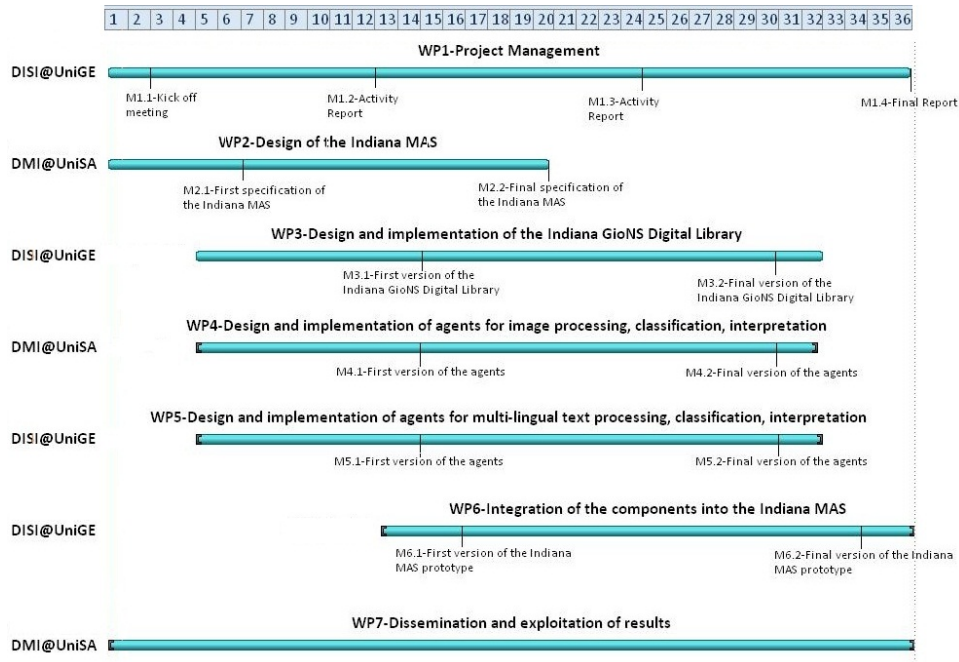 1 2 3 4 5 6 7 8 9 10 11 12 13 14 15 16 17 18 19 20 21 22 23 24 25 26 27 28 29 30 31 32 33 34 35 36
WP1-Project Management
DISI@UniGE
M1.1-Kick off
meeting
M1.2-Activity
Report
M1.3-Activity
Report
M1.4-Final Report
WP2-Design of the Indiana MAS
DMI@UniSA
M2.1-First specification of
the Indiana MAS
M2.2-Final specification of
the Indiana MAS
WP3-Design and implementation of the Indiana GioNS Digital Library
DISI@UniGE
M3.1-First version of the
Indiana GioNS Digital Library
M3.2-Final version of the
Indiana GioNS Digital Library
WP4-Design and implementation of agents for image processing, classification, interpretation
DMI@UniSA
M4.1-First version of the agents
M4.2-Final version of the agents
WP5-Design and implementation of agents for multi-lingual text processing, classification, interpretation
DISI@UniGE
M5.1-First version of the agents
M5.2-Final version of the agents
WP6-Integration of the components into the Indiana MAS
DISI@UniGE
M6.1-First version of the Indiana
MAS prototype
M6.2-Final version of the Indiana
MAS prototype
WP7-Dissemination and exploitation of results
DMI@UniSA